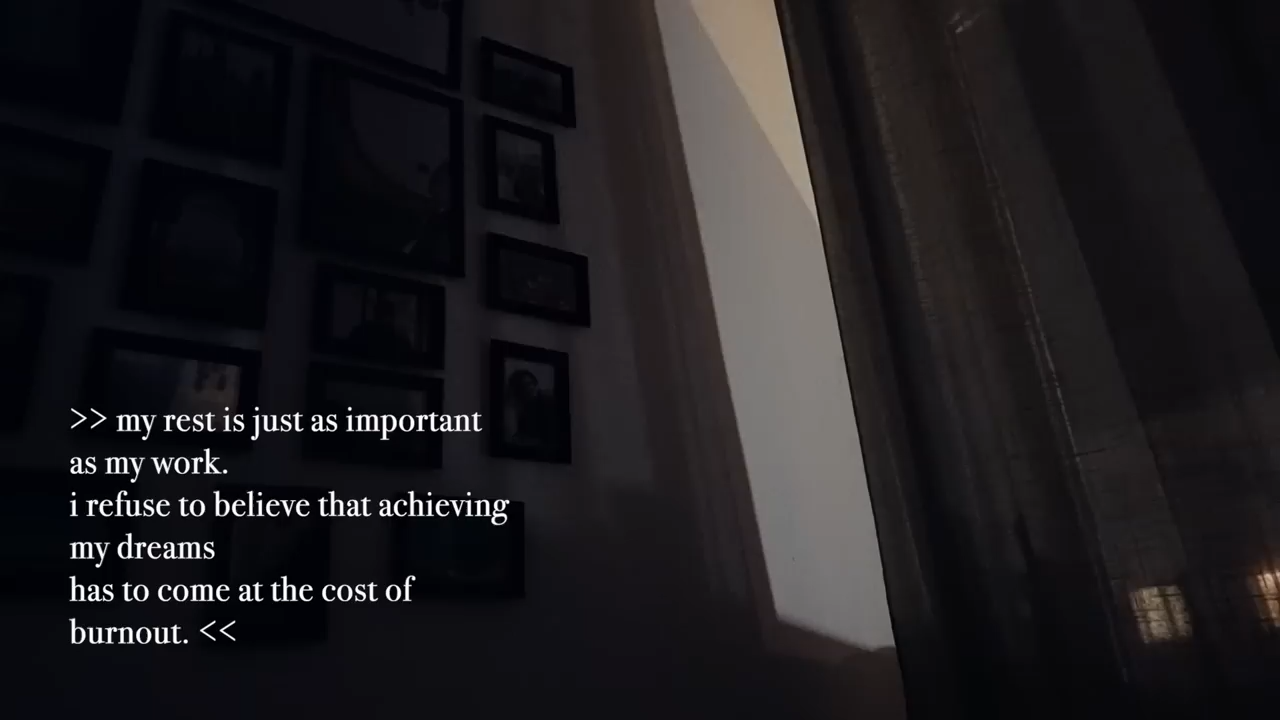 >> my rest is just as important
as my work.
i refuse to believe that achieving
my dreams
has to come at the cost of
burnout. <<